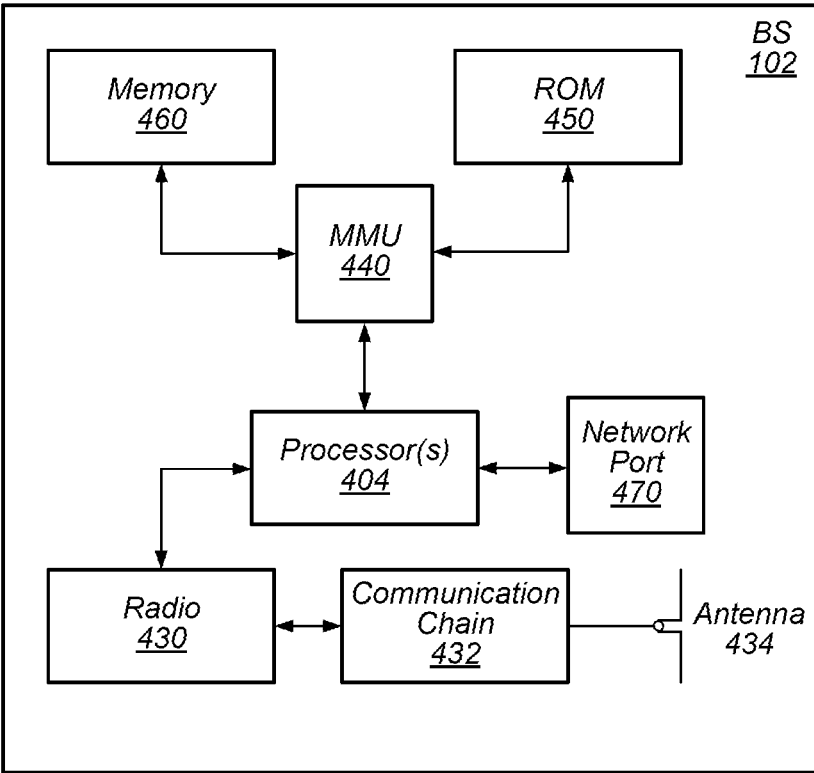 BS
102
Memory
460
ROM
450
MMU
440
Processor(s)
404
Network
Port
470
Radio
430
Communication
Chain
432
Antenna
434